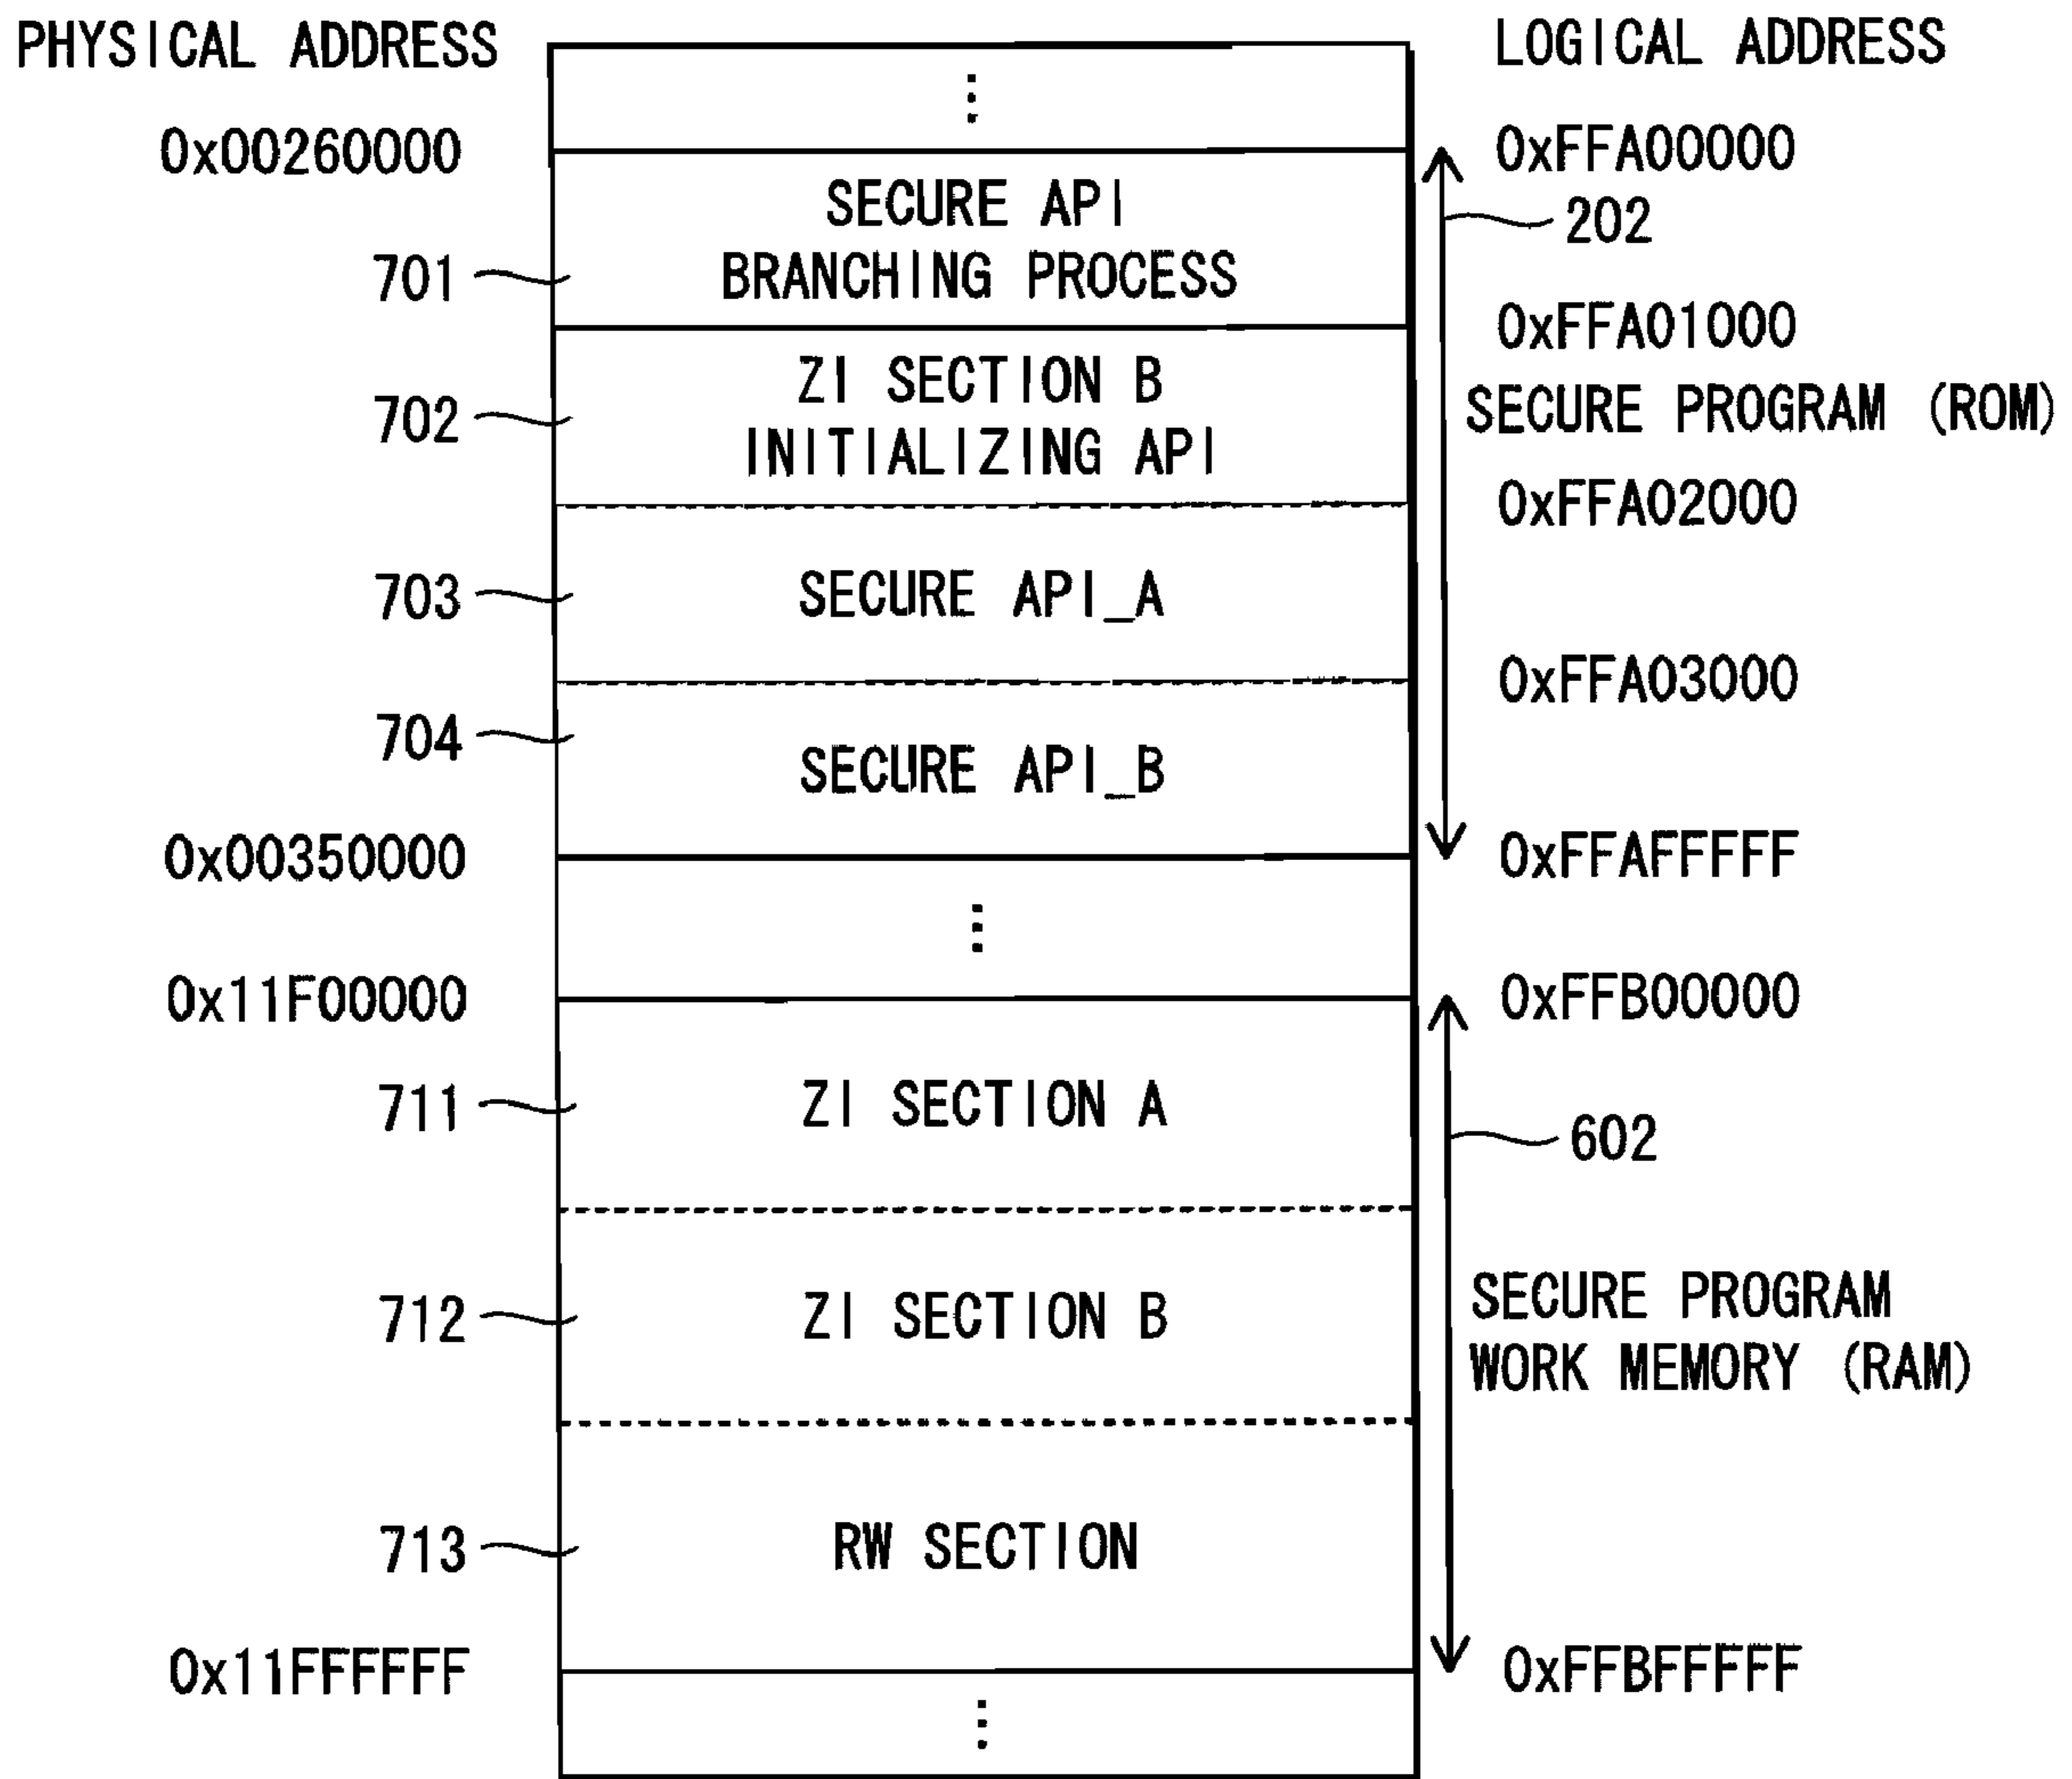 PHYSICAL ADDRESS
LOGICAL ADDRESS
0x00260000
0xFFA00000
SECURE API
BRANCHING PROCESS
701
202
0xFFA01000
ZI SECTION B
INITIALIZING API
702
SECURE PROGRAM (ROM)
0xFFA02000
703
SECURE API_A
0xFFA03000
704
SECURE API_B
0x00350000
0xFFAFFFFF
0x11F00000
0xFFB00000
711
ZI SECTION A
602
712
ZI SECTION B
SECURE PROGRAM
WORK MEMORY (RAM)
713
RW SECTION
0x11FFFFFF
0xFFBFFFFF